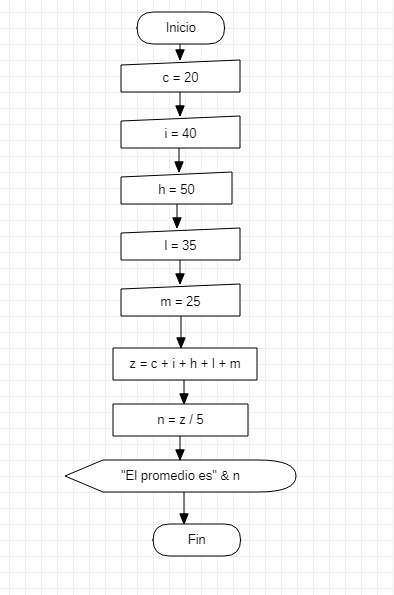 Inicio
c = 20
i = 40
h = 50
l = 35
m = 25
z = c + i + h + l + m
n = z / 5
"El promedio es" & n
Fin